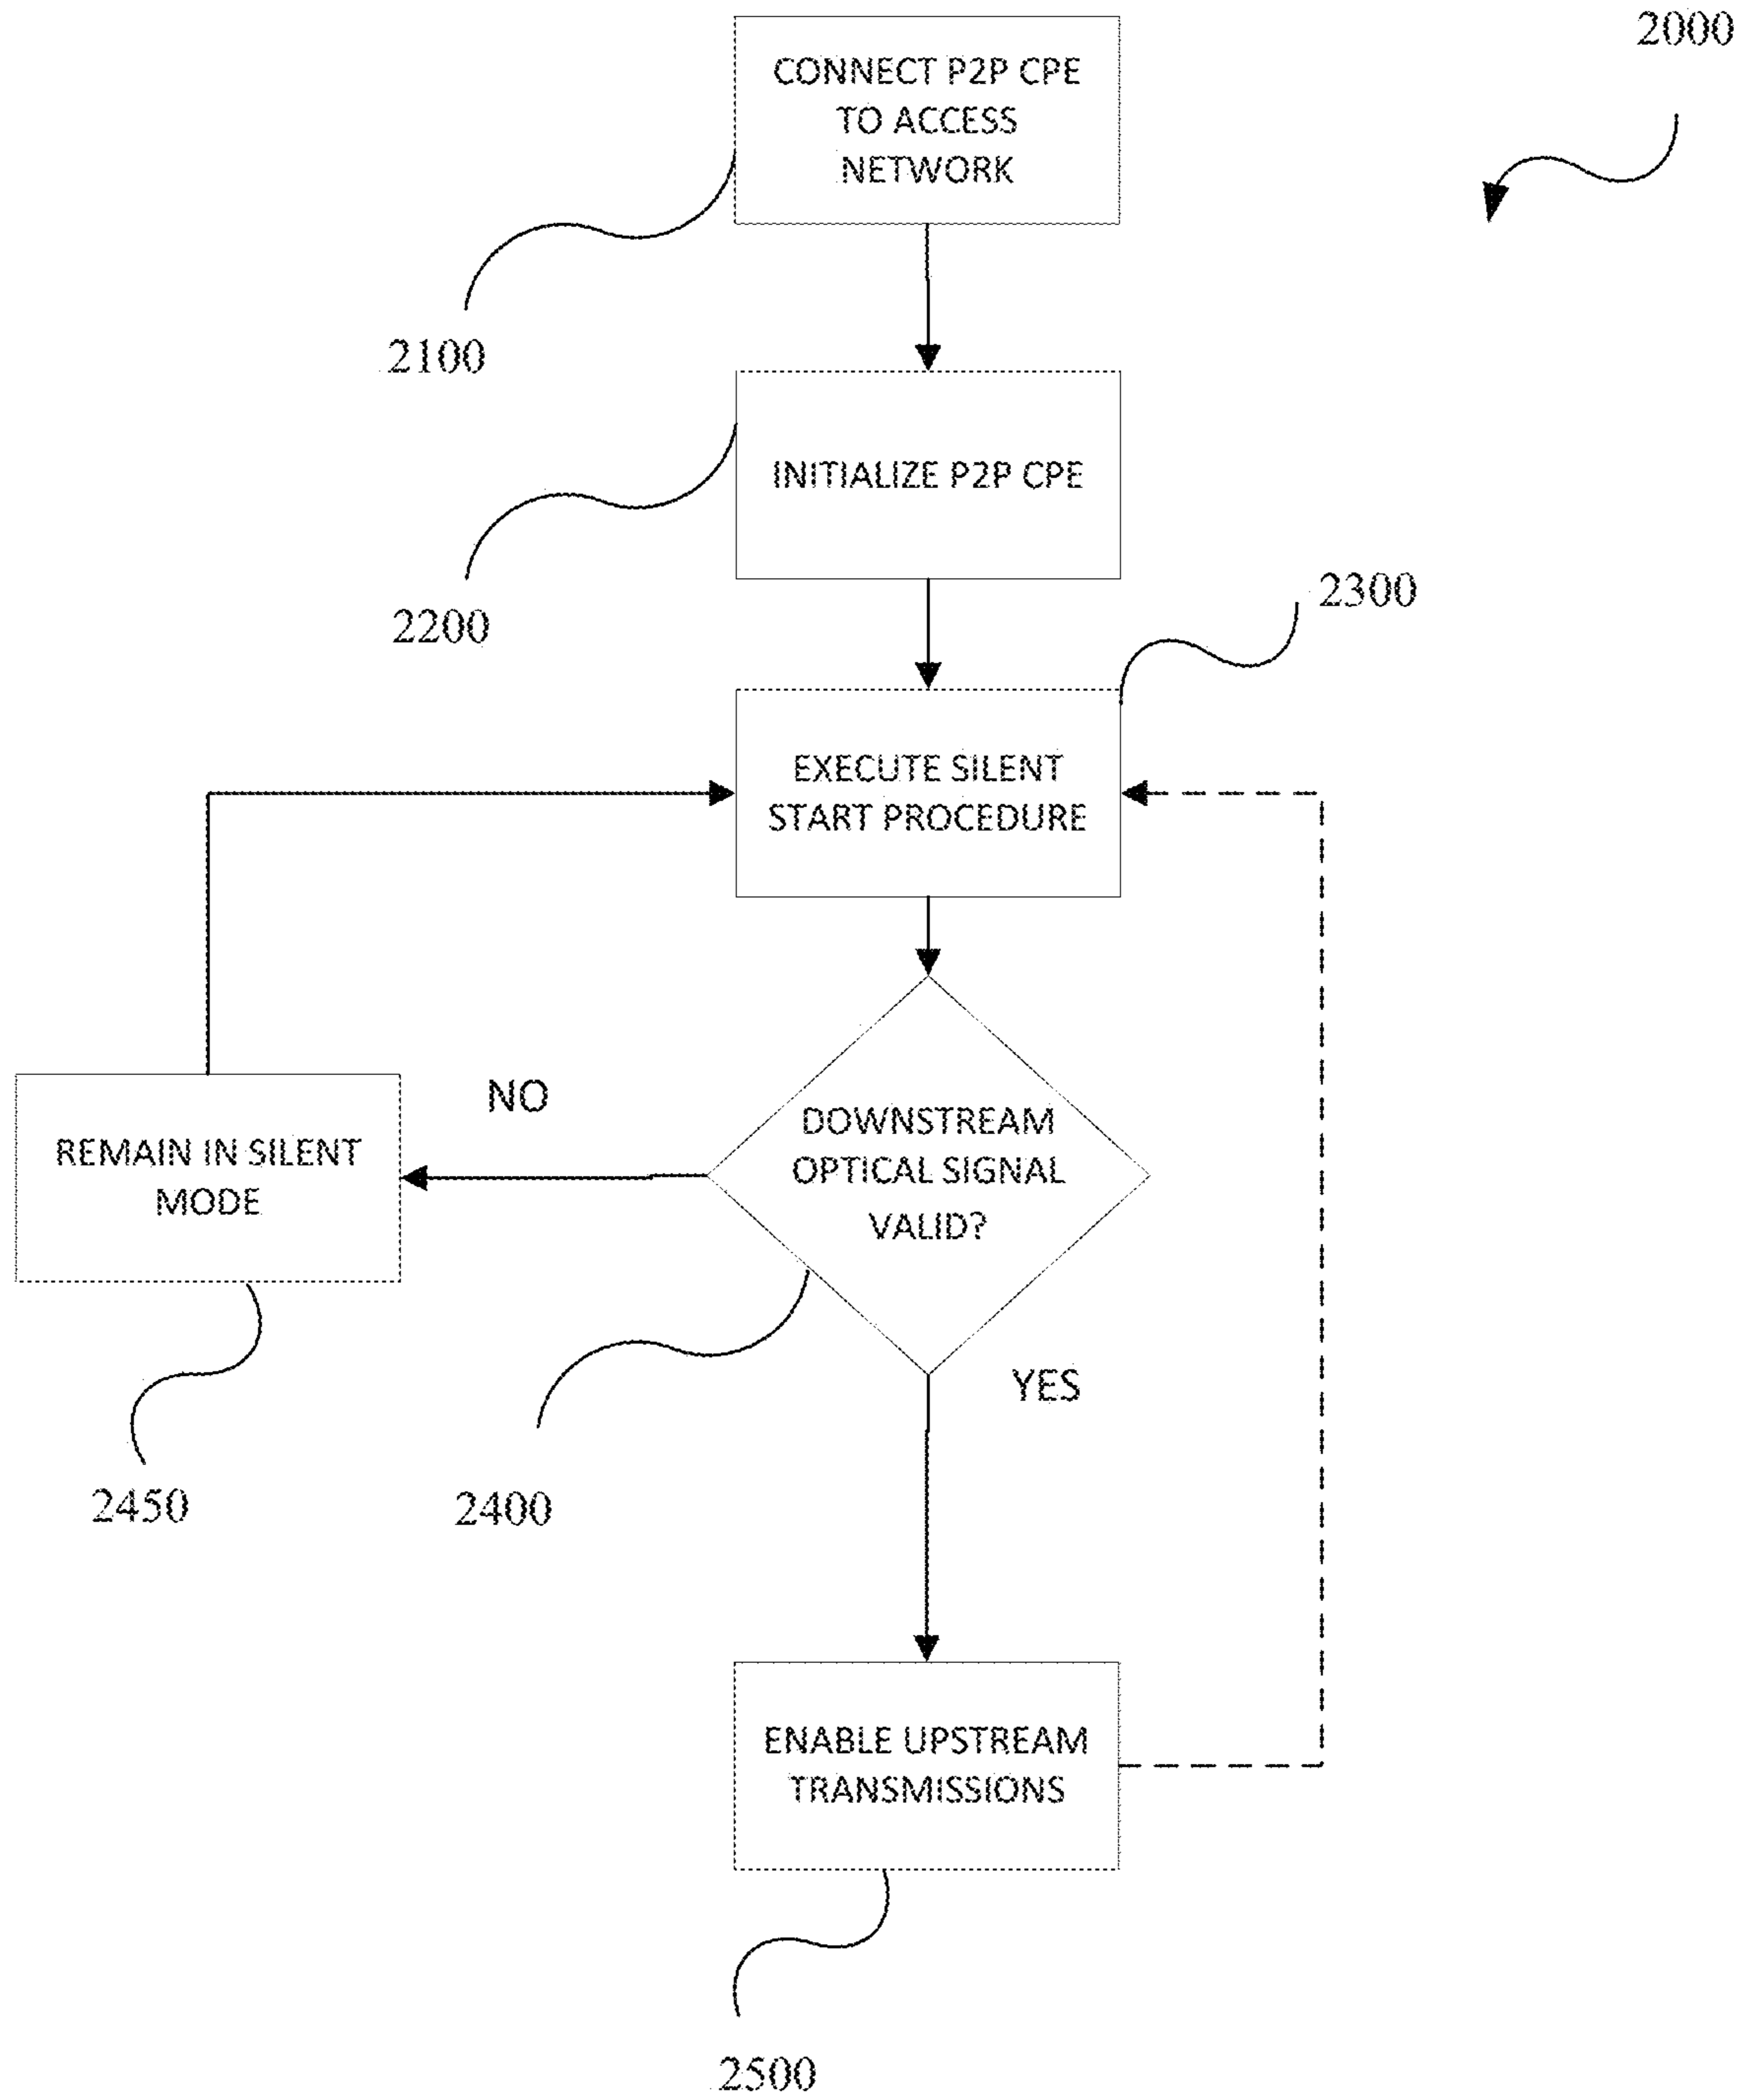 2000
CONNECT P2P CPE
TO ACCESS
NETWORK
2100
INITIALIZE P2P CPE
2200
2300
EXECUTE SILENT
START PROCEDURE
NO
DOWNSTREAM
OPTICAL SIGNAL
VALID?
REMAIN IN SILENT
MODE
YES
2450
2400
ENABLE UPSTREAM
TRANSMISSIONS
2500